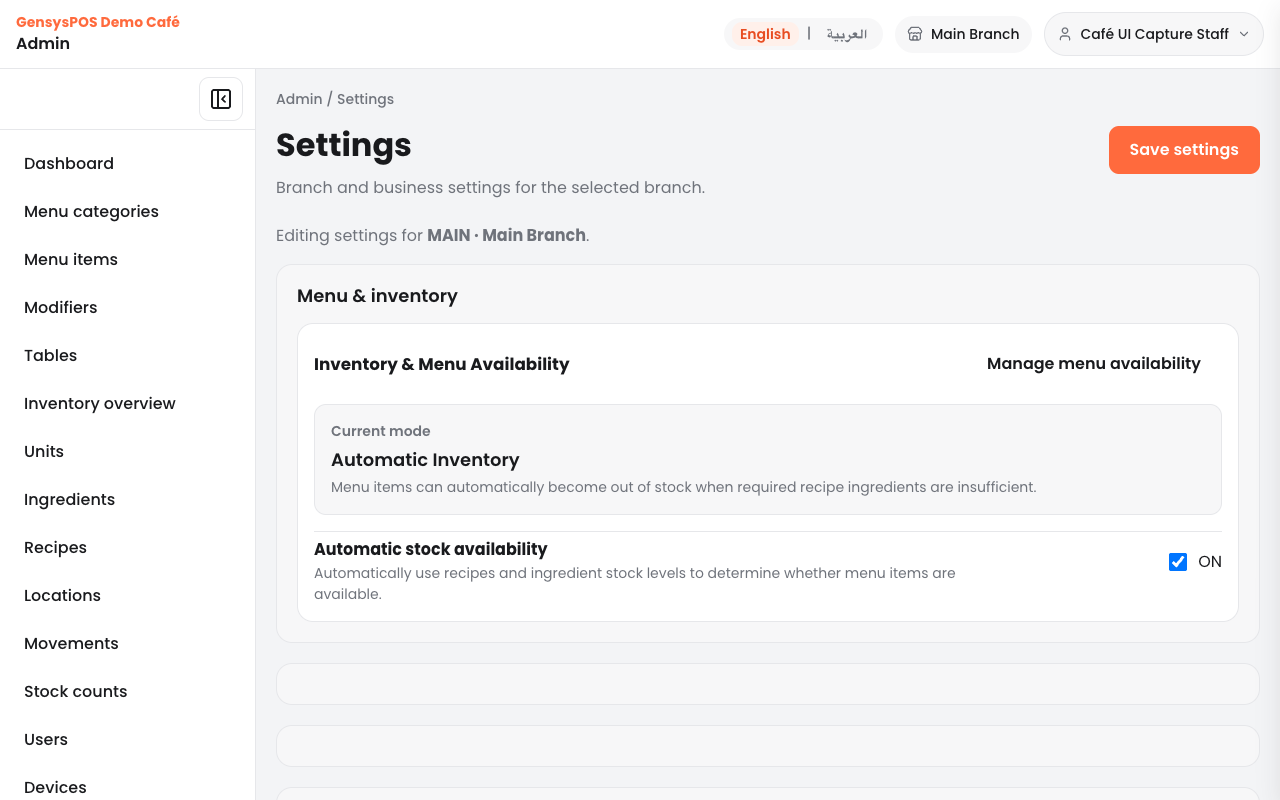 GensysPOS Demo Café
Admin
English | العربية
Main Branch
Café UI Capture Staff
Dashboard
Menu categories
Menu items
Modifiers
Tables
Inventory overview
Units
Ingredients
Recipes
Locations
Movements
Stock counts
Users
Devices
Admin / Settings
Settings
Save settings
Branch and business settings for the selected branch.
Editing settings for MAIN · Main Branch.
Menu & inventory
Inventory & Menu Availability
Manage menu availability
Current mode
Automatic Inventory
Menu items can automatically become out of stock when required recipe ingredients are insufficient.
Automatic stock availability
Automatically use recipes and ingredient stock levels to determine whether menu items are
available.
ON